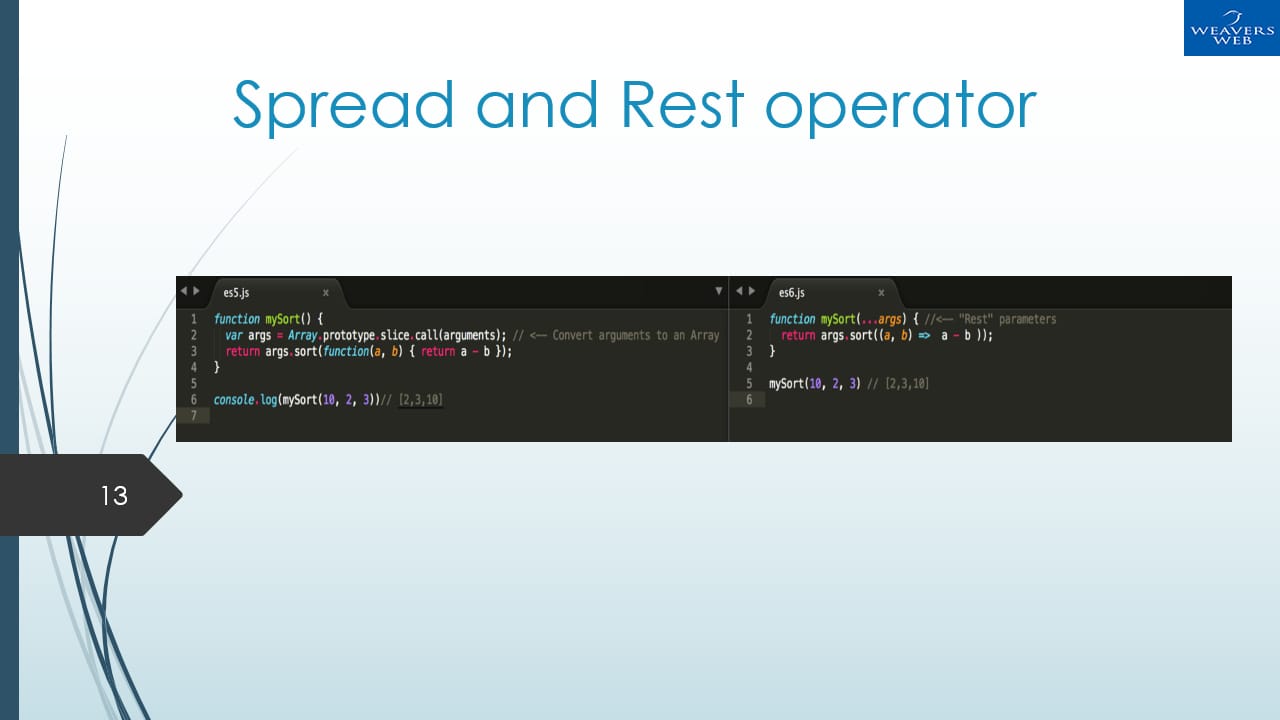 WEAVERS
WEB
Spread and Rest operator
es5.js x
1 function mySort() {
2 var args = Array.prototype.slice.call(arguments); // <-- Convert arguments to an Array
3 return args.sort(function(a, b) { return a - b });
4 }
5
6 console.log(mySort(10, 2, 3))// [2,3,10]
7
es6.js x
1 function mySort(...args) { //<-- "Rest" parameters
2 return args.sort((a, b) => a - b ));
3 }
4
5 mySort(10, 2, 3) // [2,3,10]
6
13